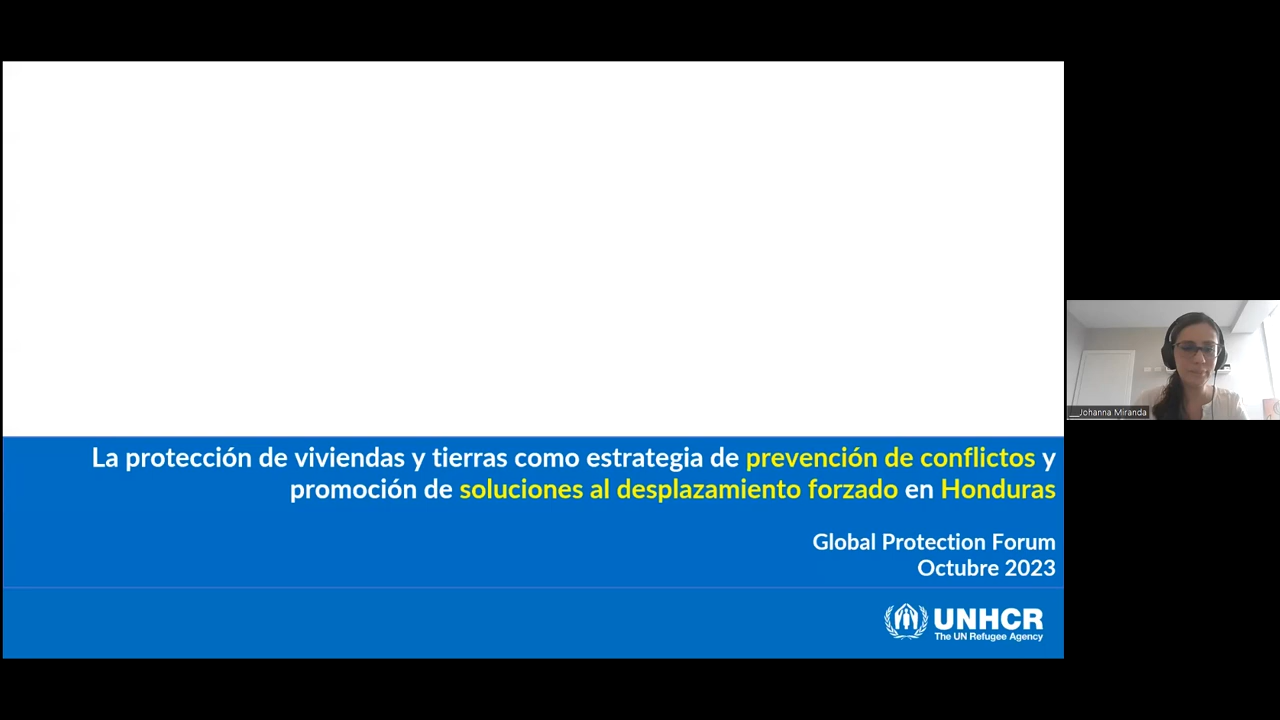 La protección de viviendas y tierras como estrategia de prevención de conflictos y
promoción de soluciones al desplazamiento forzado en Honduras
Global Protection Forum
Octubre 2023
UNHCR
The UN Refugee Agency
__Johanna Miranda